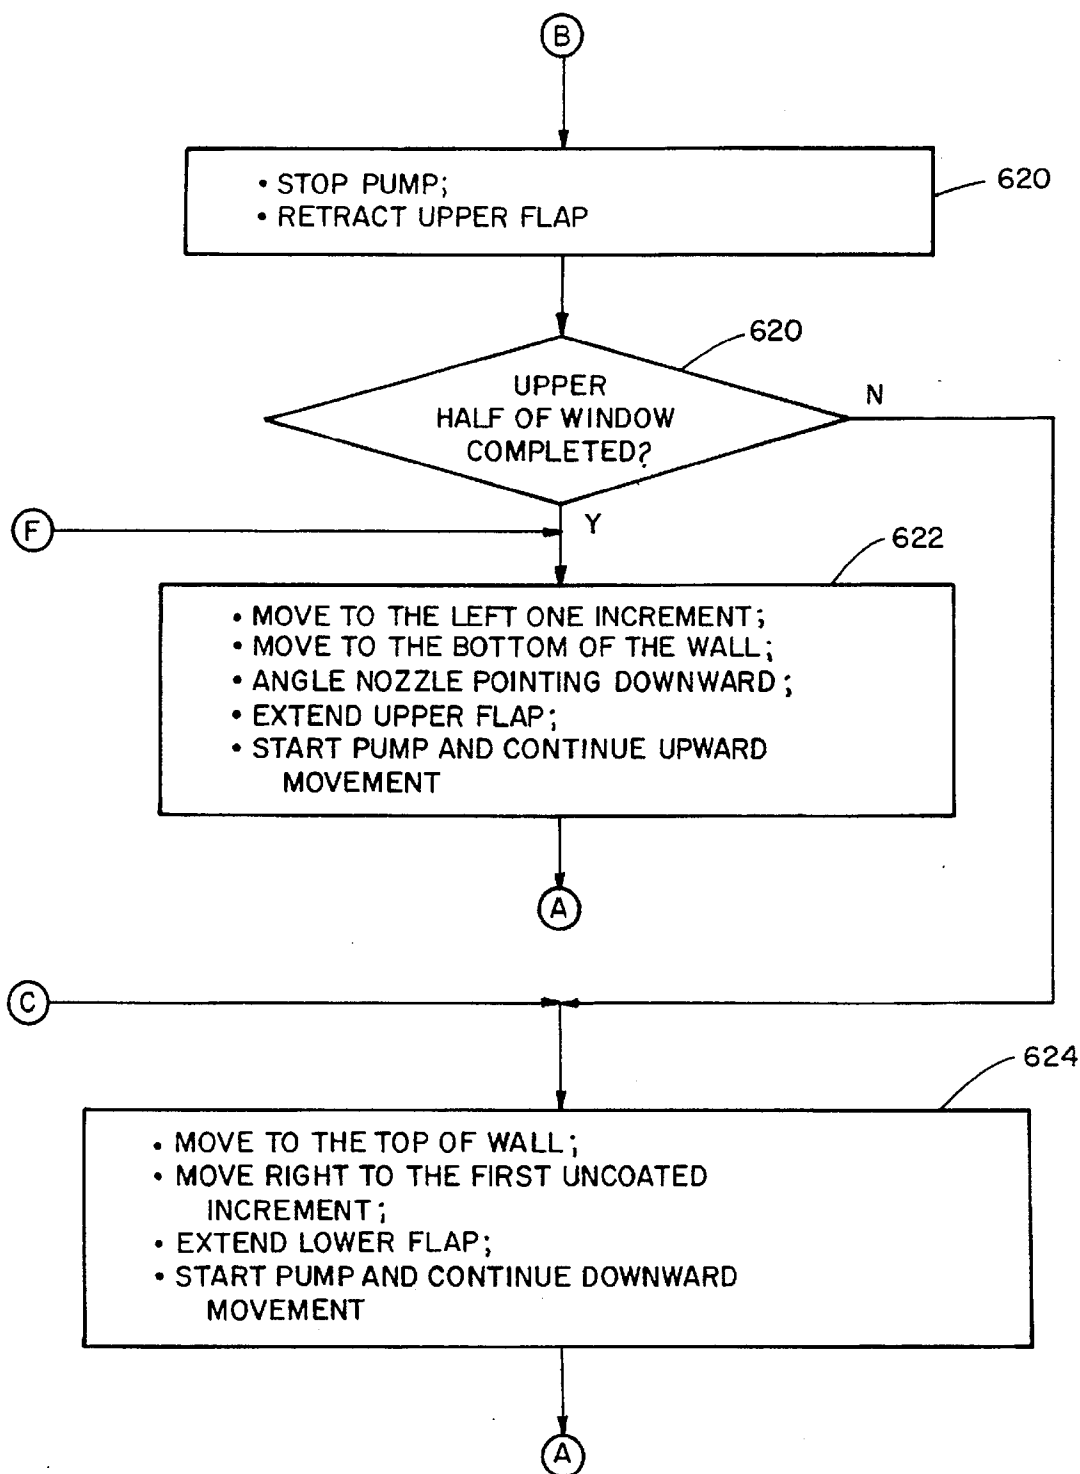 B
• STOP PUMP;
• RETRACT UPPER FLAP
620
620
UPPER
HALF OF WINDOW
COMPLETED?
N
F
Y
622
• MOVE TO THE LEFT ONE INCREMENT;
• MOVE TO THE BOTTOM OF THE WALL;
• ANGLE NOZZLE POINTING DOWNWARD;
• EXTEND UPPER FLAP;
• START PUMP AND CONTINUE UPWARD
MOVEMENT
A
C
624
• MOVE TO THE TOP OF WALL;
• MOVE RIGHT TO THE FIRST UNCOATED
INCREMENT;
• EXTEND LOWER FLAP;
• START PUMP AND CONTINUE DOWNWARD
MOVEMENT
A